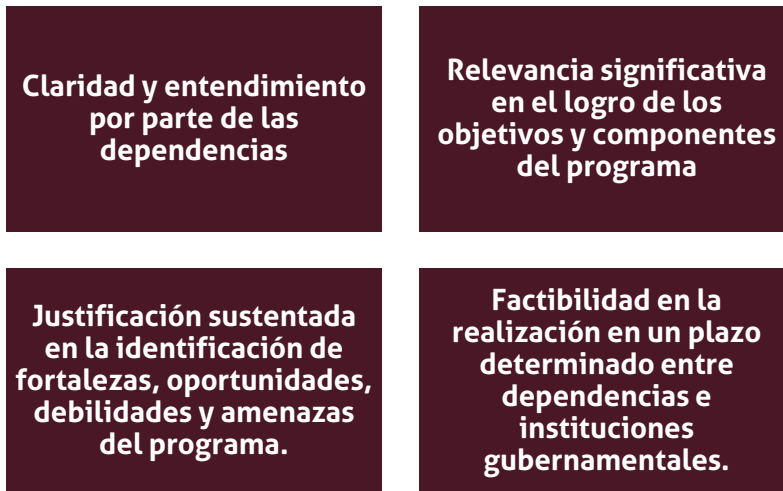 Claridad y entendimiento
por parte de las
dependencias
Relevancia significativa
en el logro de los
objetivos y componentes
del programa
Justificación sustentada
en la identificación de
fortalezas, oportunidades,
debilidades y amenazas
del programa.
Factibilidad en la
realización en un plazo
determinado entre
dependencias e
instituciones
gubernamentales.